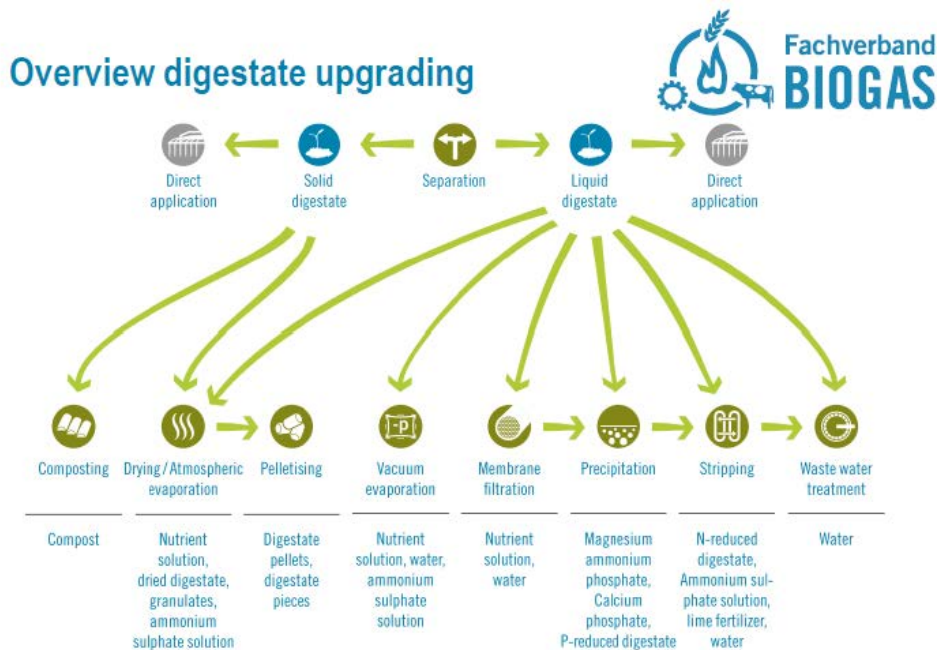 Overview digestate upgrading
Fachverband
BIOGAS
Direct
application
Solid
digestate
Separation
Liquid
digestate
Direct
application
-p
Composting
Drying / Atmospheric
evaporation
Pelletising
Vacuum
evaporation
Membrane
filtration
Precipitation
Stripping
Waste water
treatment
Compost
Nutrient
solution,
dried digestate,
granulates,
ammonium
sulphate solution
Digestate
pellets,
digestate
pieces
Nutrient
solution, water,
ammonium
sulphate
solution
Nutrient
solution,
water
Magnesium
ammonium
phosphate,
Calcium
phosphate,
P-reduced digestate
N-reduced
digestate,
Ammonium sul-
phate solution,
lime fertilizer,
water
Water